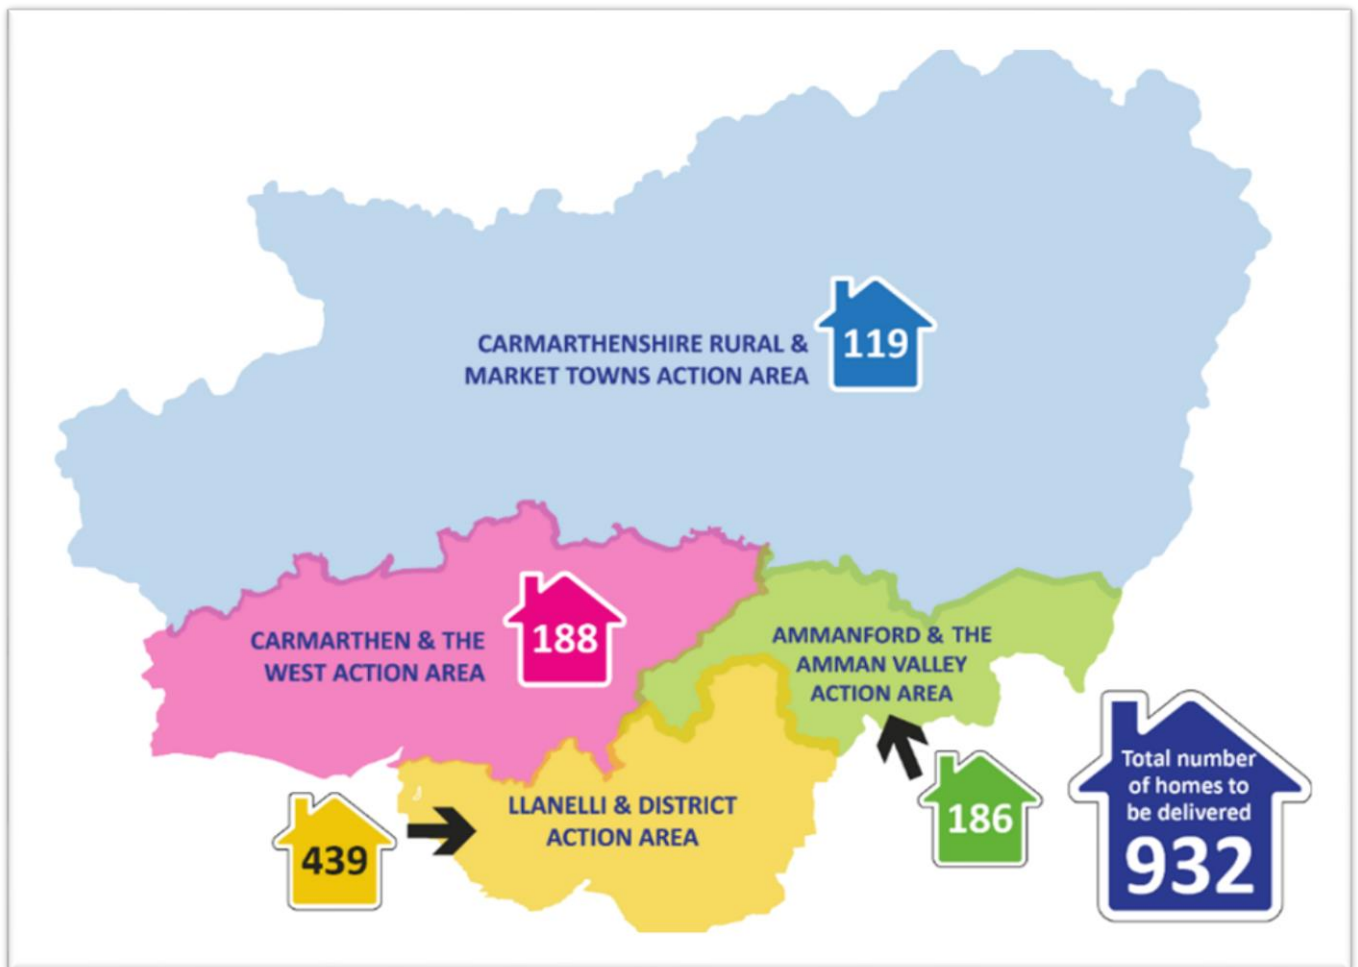 CARMARTHENSHIRE RURAL &
MARKET TOWNS ACTION AREA
119
CARMARTHEN & THE
WEST ACTION AREA
188
AMMANFORD & THE
AMMAN VALLEY
ACTION AREA
186
LLANELLI & DISTRICT
ACTION AREA
439
Total number
of homes to
be delivered
932